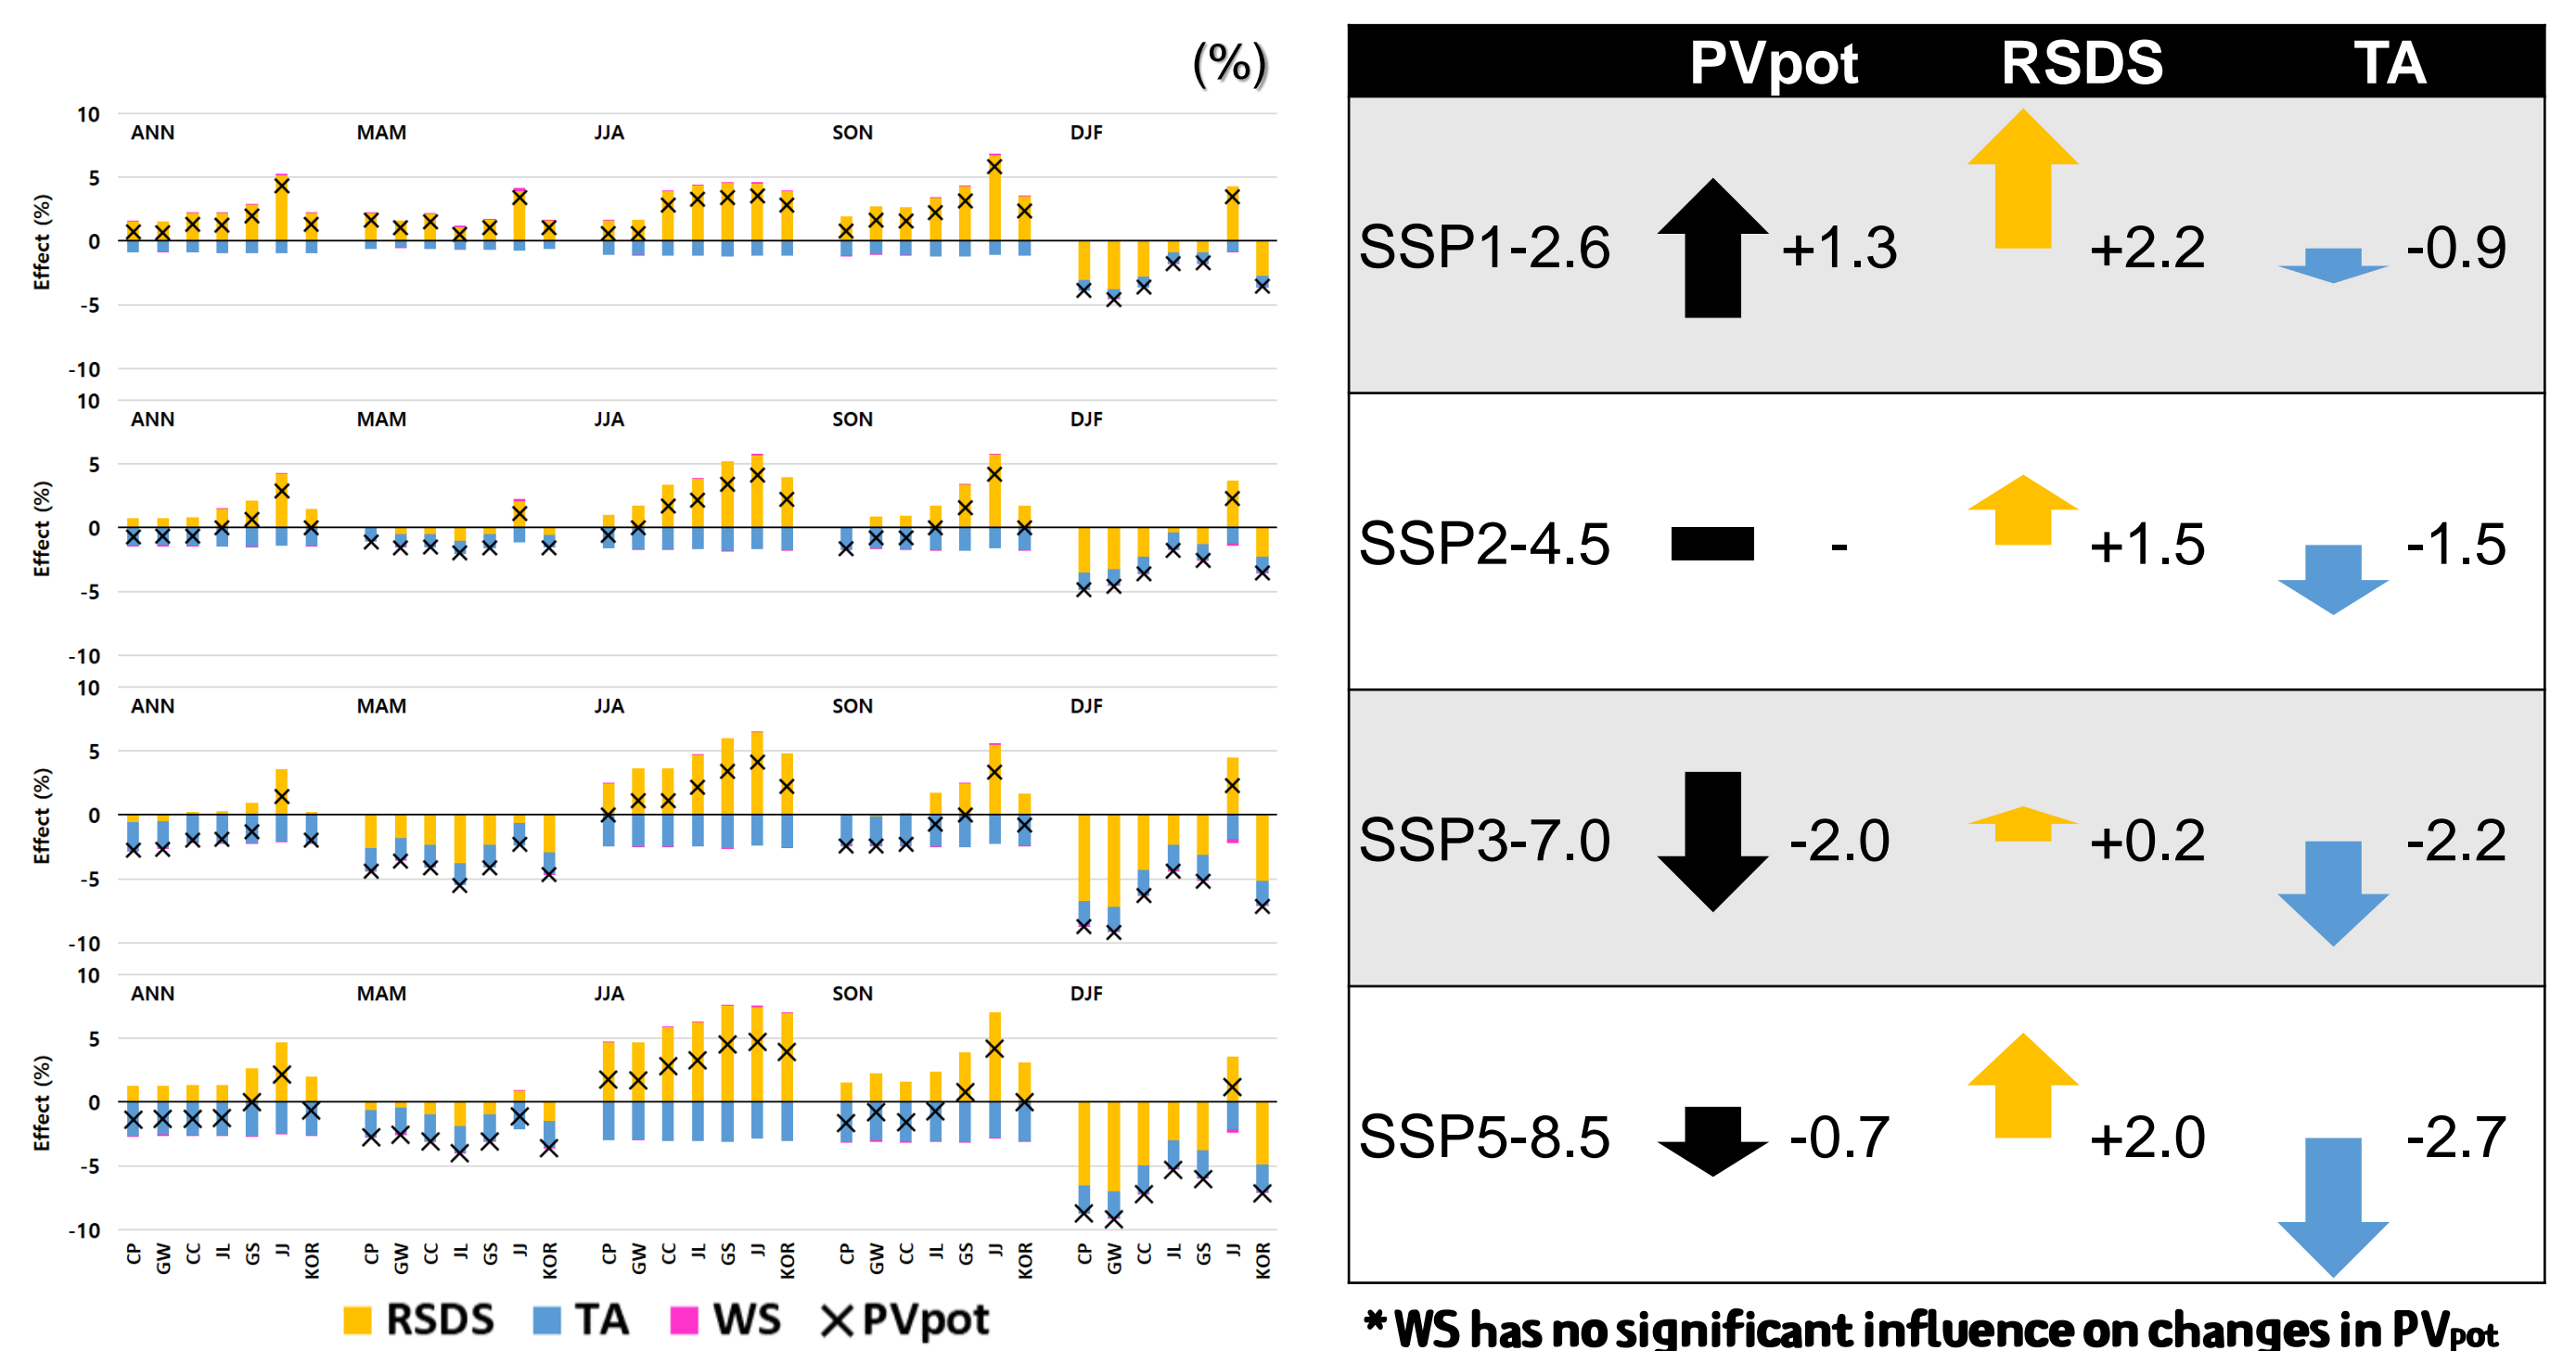 (%)
10
ANN MAM JJA SON DJF
5
0
-5
-10
Effect (%)
10
ANN MAM JJA SON DJF
5
0
-5
-10
Effect (%)
10
ANN MAM JJA SON DJF
5
0
-5
-10
Effect (%)
10
ANN MAM JJA SON DJF
5
0
-5
-10
Effect (%)
CP GW CC JL GS JJ KOR CP GW CC JL GS JJ KOR CP GW CC JL GS JJ KOR CP GW CC JL GS JJ KOR CP GW CC JL GS JJ KOR
RSDS TA WS PVpot
PVpot RSDS TA
SSP1-2.6 +1.3 +2.2 -0.9
SSP2-4.5 - +1.5 -1.5
SSP3-7.0 -2.0 +0.2 -2.2
SSP5-8.5 -0.7 +2.0 -2.7
* WS has no significant influence on changes in PVpot